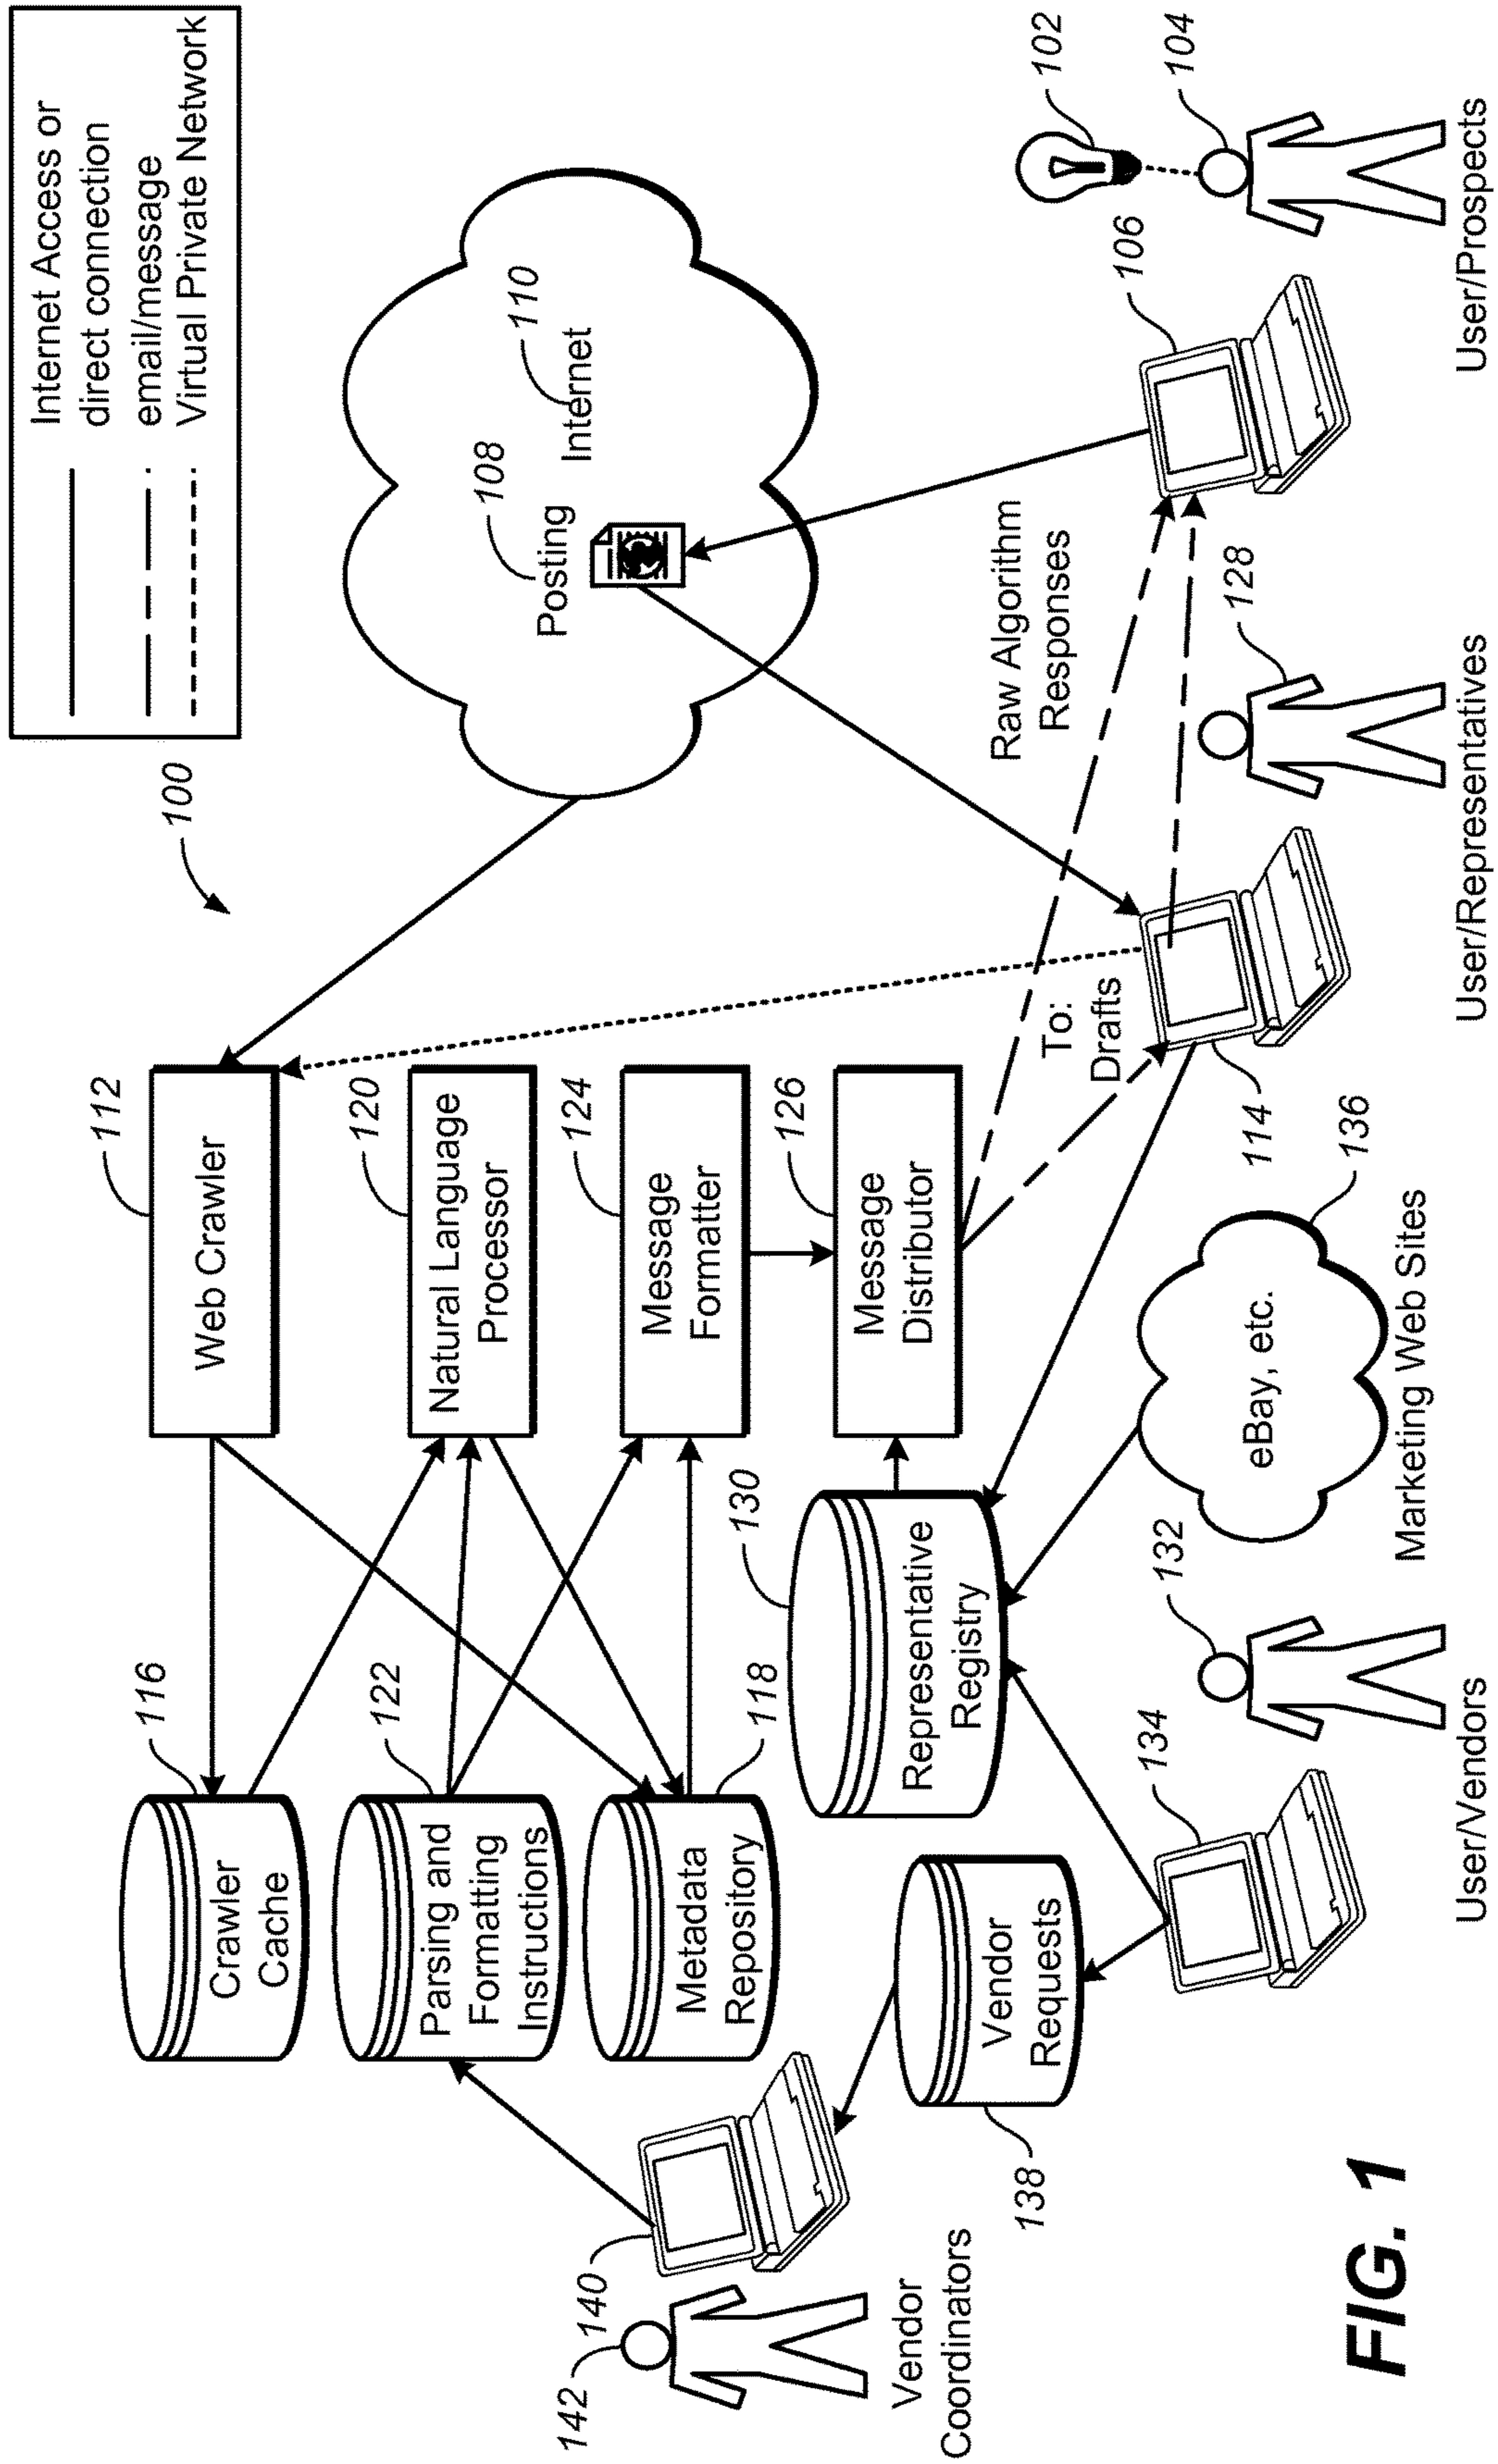 Internet Access or
direct connection
email/message
Virtual Private Network
100
112
Web Crawler
116
Crawler
Cache
120
Natural Language
Processor
122
Parsing and
Formatting
Instructions
124
Message
Formatter
118
Metadata
Repository
126
Message
Distributor
130
Representative
Registry
Posting
108
Internet
110
Raw Algorithm
Responses
To:
Drafts
102
104
106
User/Prospects
128
114
User/Representatives
136
eBay, etc.
Marketing Web Sites
132
134
User/Vendors
Vendor
Requests
138
140
142
Vendor
Coordinators
FIG. 1